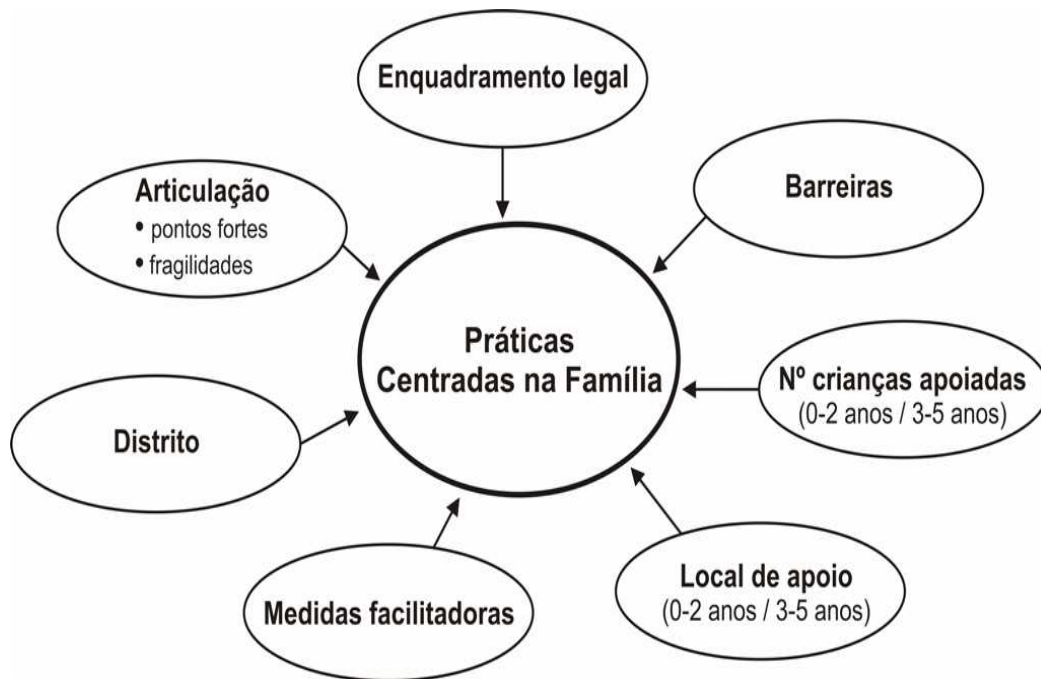 Enquadramento legal
Barreiras
Articulação
• pontos fortes
• fragilidades
Práticas
Centradas na Família
Nº crianças apoiadas
(0-2 anos / 3-5 anos)
Distrito
Local de apoio
(0-2 anos / 3-5 anos)
Medidas facilitadoras